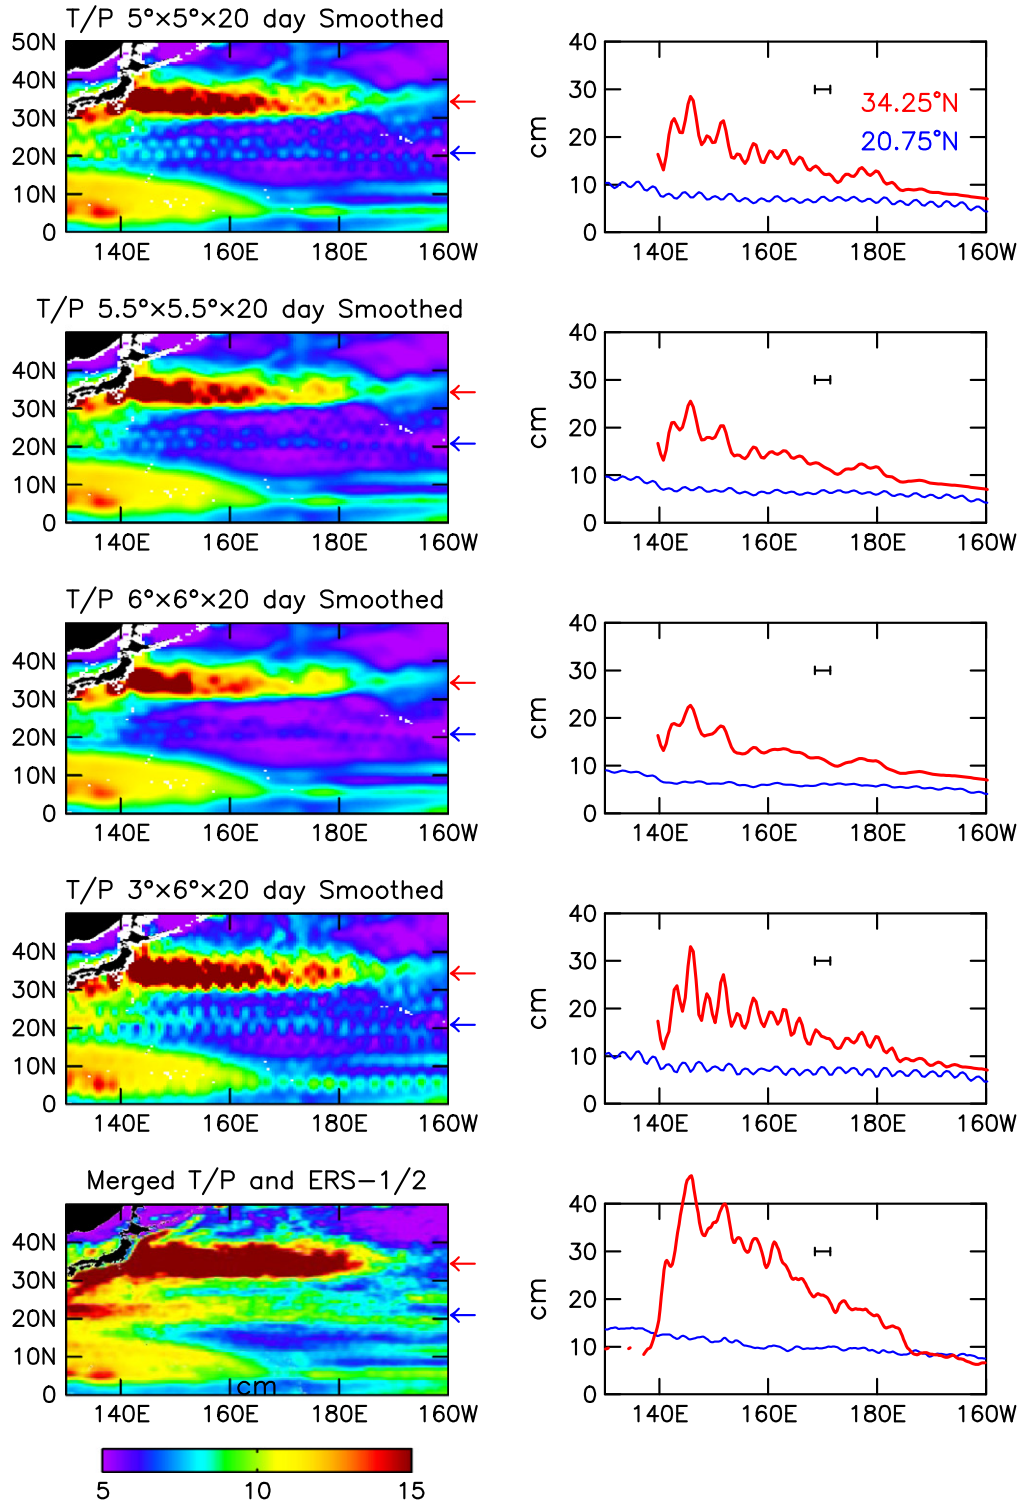 T/P 5°×5°×20 day Smoothed
50N
40N
30N
20N
10N
0
140E 160E 180E 160W
40
30
20
10
0
cm
34.25°N
20.75°N
140E 160E 180E 160W
T/P 5.5°×5.5°×20 day Smoothed
40N
30N
20N
10N
0
140E 160E 180E 160W
40
30
20
10
0
cm
140E 160E 180E 160W
T/P 6°×6°×20 day Smoothed
40N
30N
20N
10N
0
140E 160E 180E 160W
40
30
20
10
0
cm
140E 160E 180E 160W
T/P 3°×6°×20 day Smoothed
40N
30N
20N
10N
0
140E 160E 180E 160W
40
30
20
10
0
cm
140E 160E 180E 160W
Merged T/P and ERS−1/2
40N
30N
20N
10N
0
cm
140E 160E 180E 160W
40
30
20
10
0
cm
140E 160E 180E 160W
5 10 15